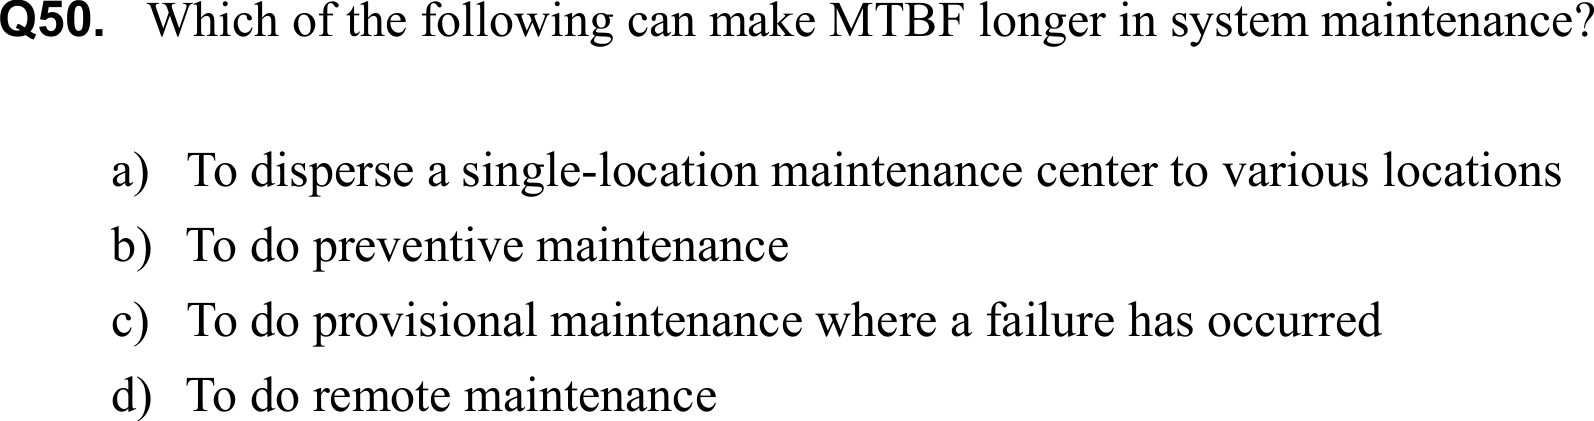 Q50. Which of the following can make MTBF longer in system maintenance?
a) To disperse a single-location maintenance center to various locations
b) To do preventive maintenance
c) To do provisional maintenance where a failure has occurred
d) To do remote maintenance